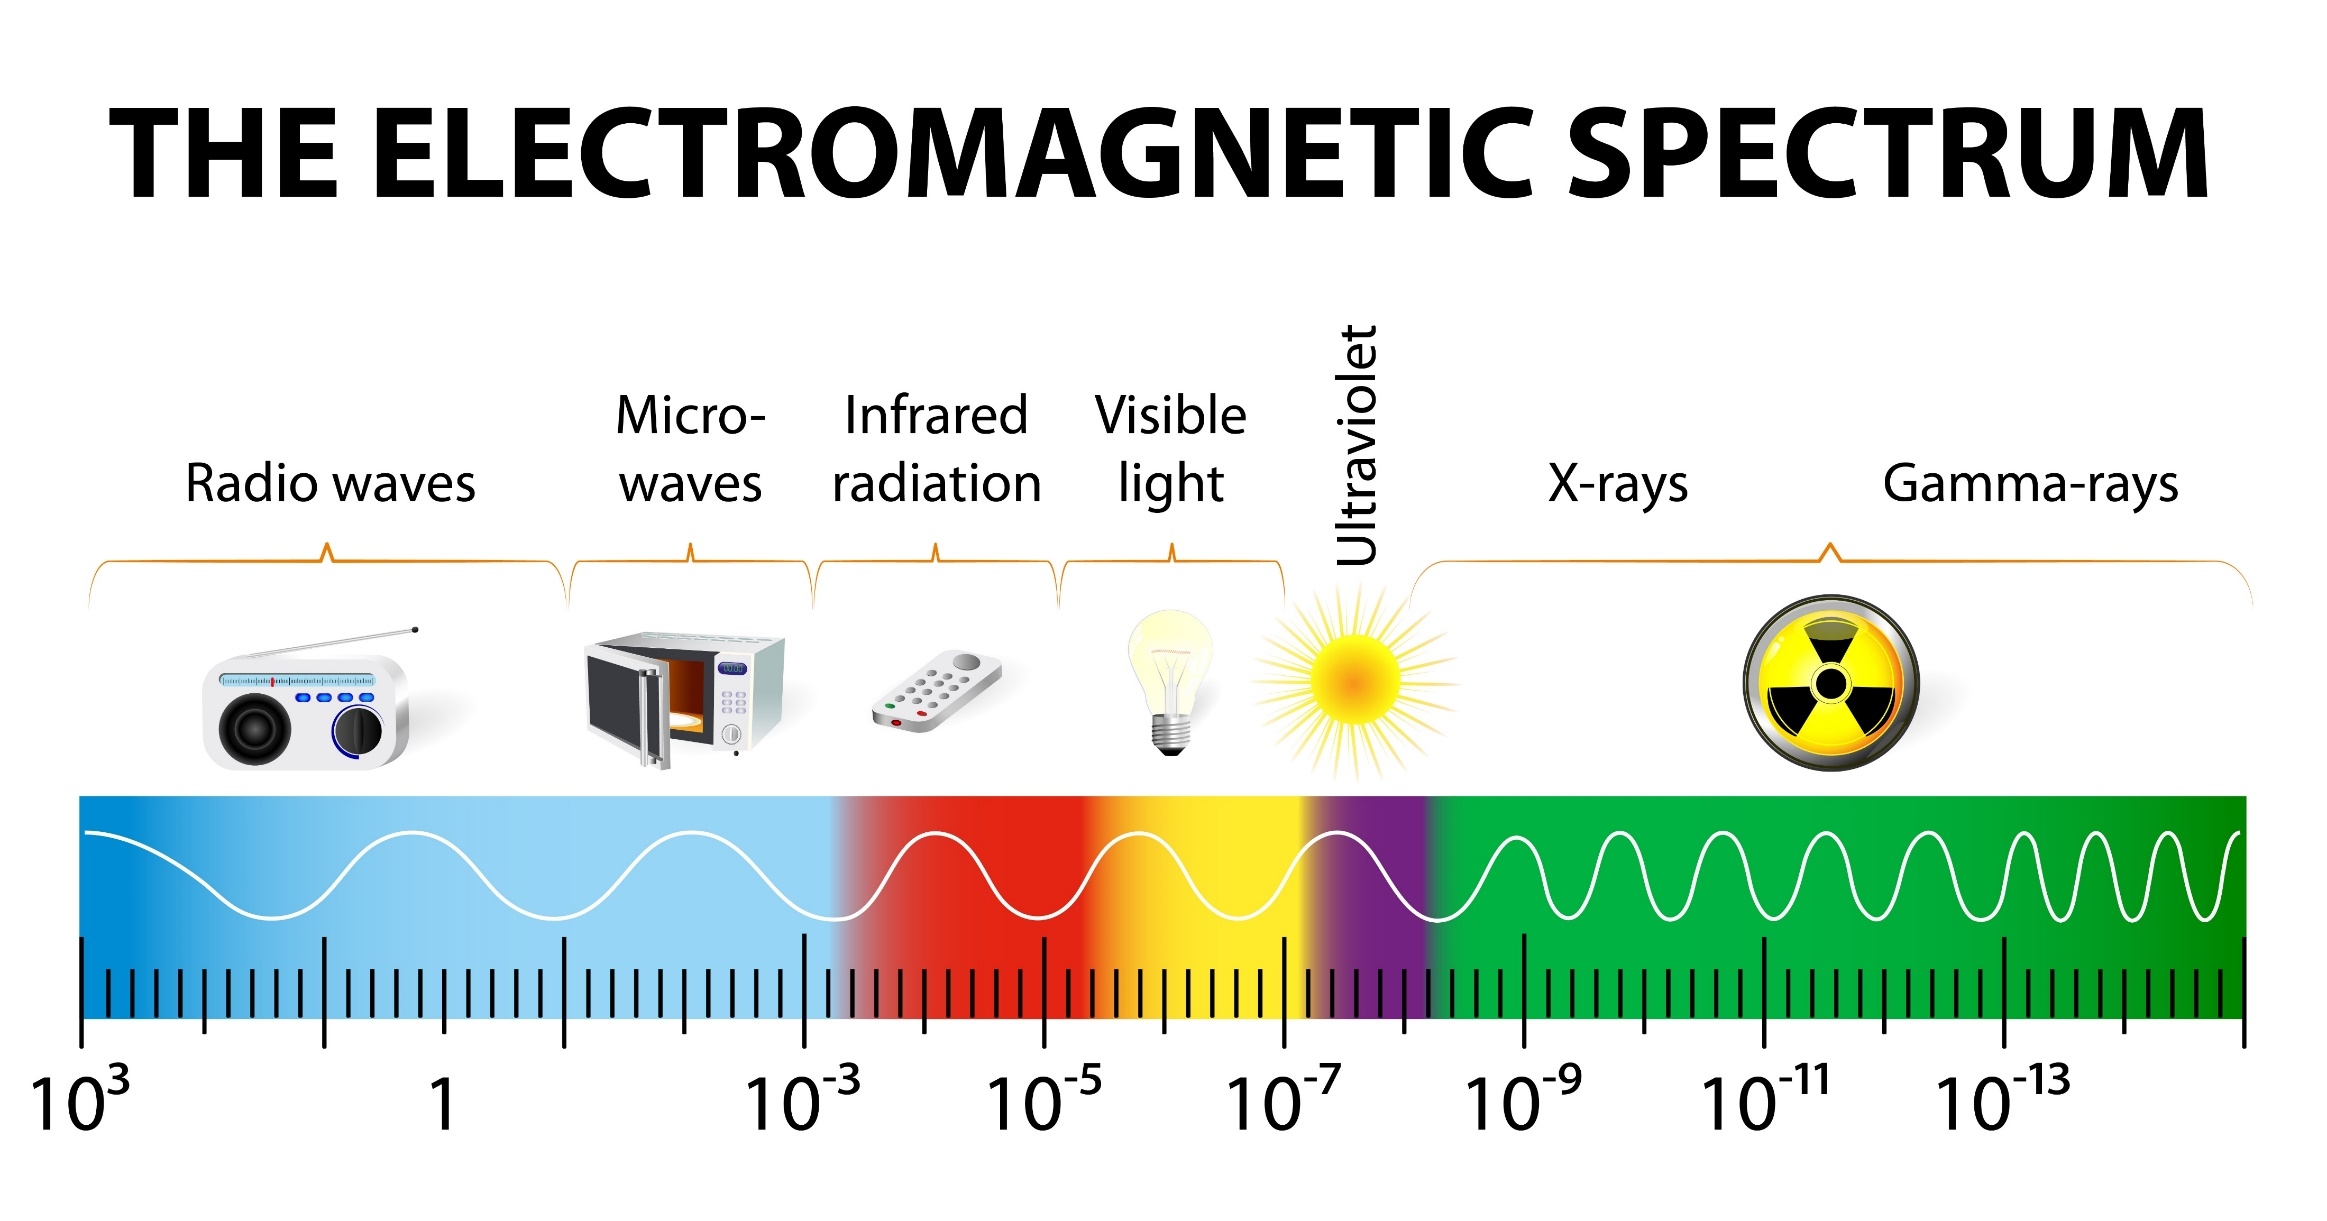 THE ELECTROMAGNETIC SPECTRUM
Radio waves
Micro-
waves
Infrared
radiation
Visible
light
Ultraviolet
X-rays
Gamma-rays
10³
1
10⁻³
10⁻⁵
10⁻⁷
10⁻⁹
10⁻¹¹
10⁻¹³